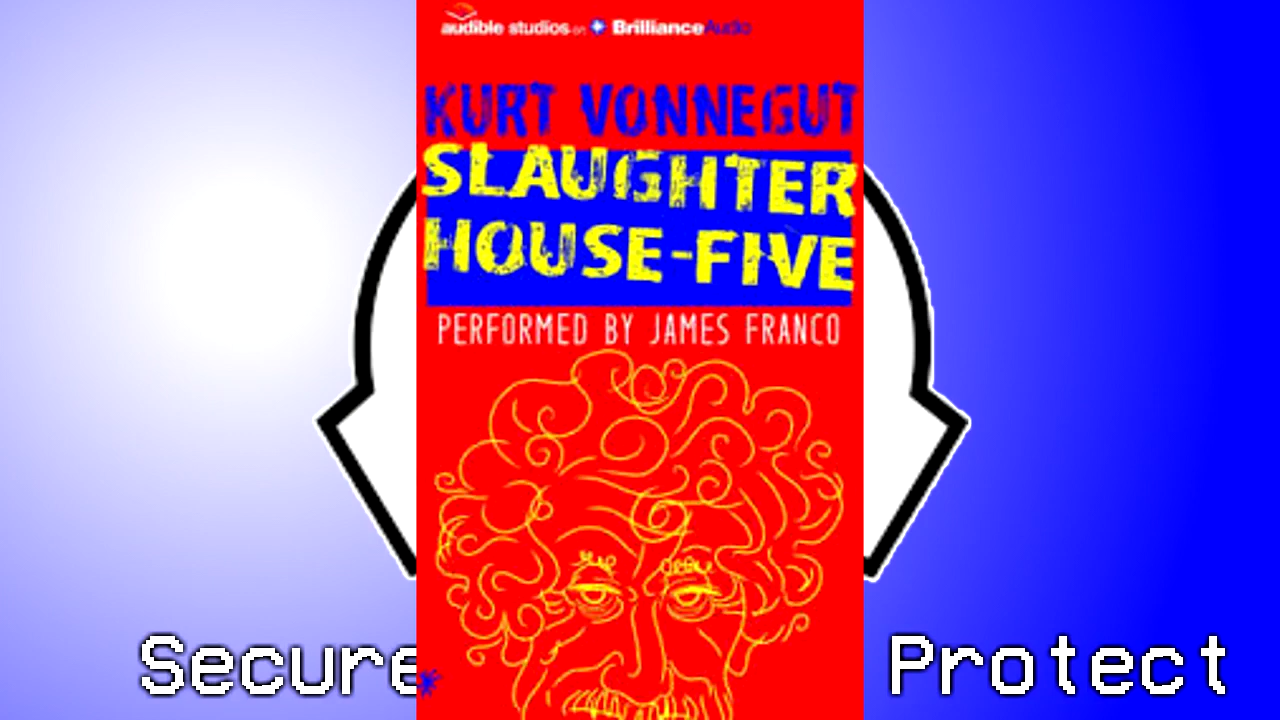 audible studios on Brilliance Audio
KURT VONNEGUT
SLAUGHTER
HOUSE-FIVE
PERFORMED BY JAMES FRANCO
Secure Protect